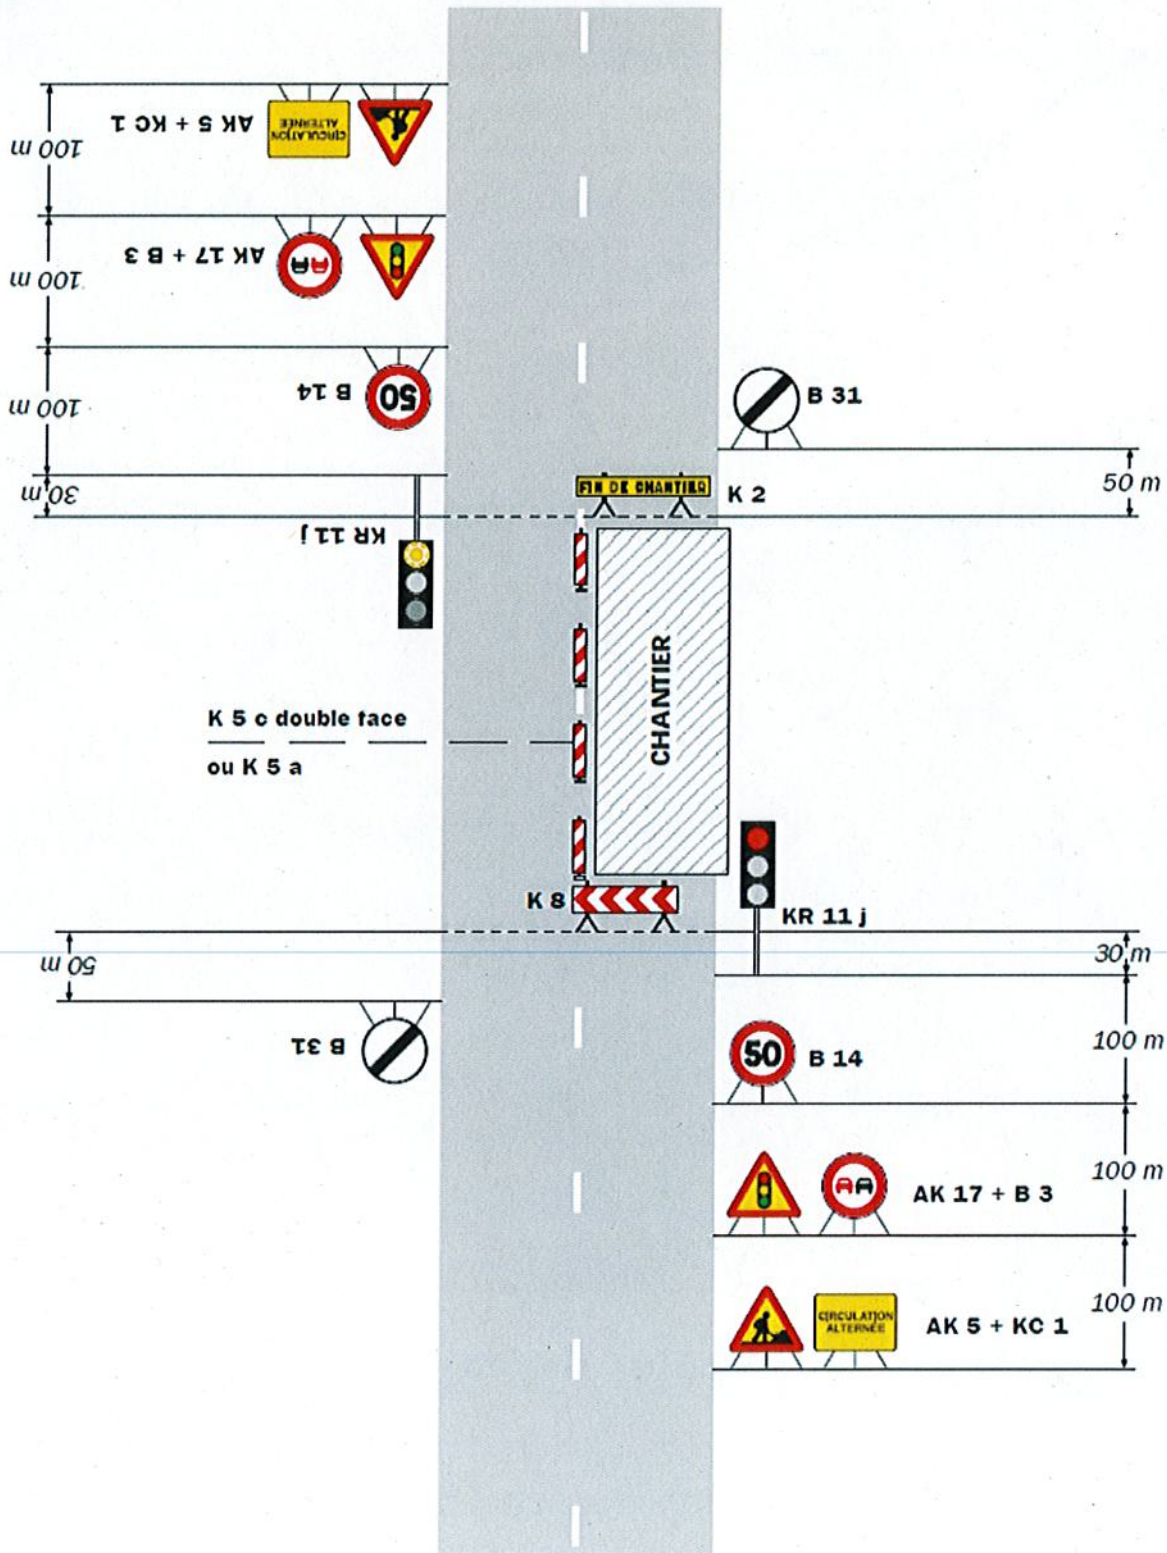 AK 5 + KC 1
CIRCULATION
ALTERNÉE
100 m
AK 17 + B 3
100 m
B 14
50
100 m
B 31
30 m
50 m
FIN DE CHANTIER
K 2
KR 11 j
CHANTIER
K 5 c double face
ou K 5 a
K 8
KR 11 j
50 m
30 m
B 31
50
B 14
100 m
AK 17 + B 3
100 m
CIRCULATION
ALTERNÉE
AK 5 + KC 1
100 m